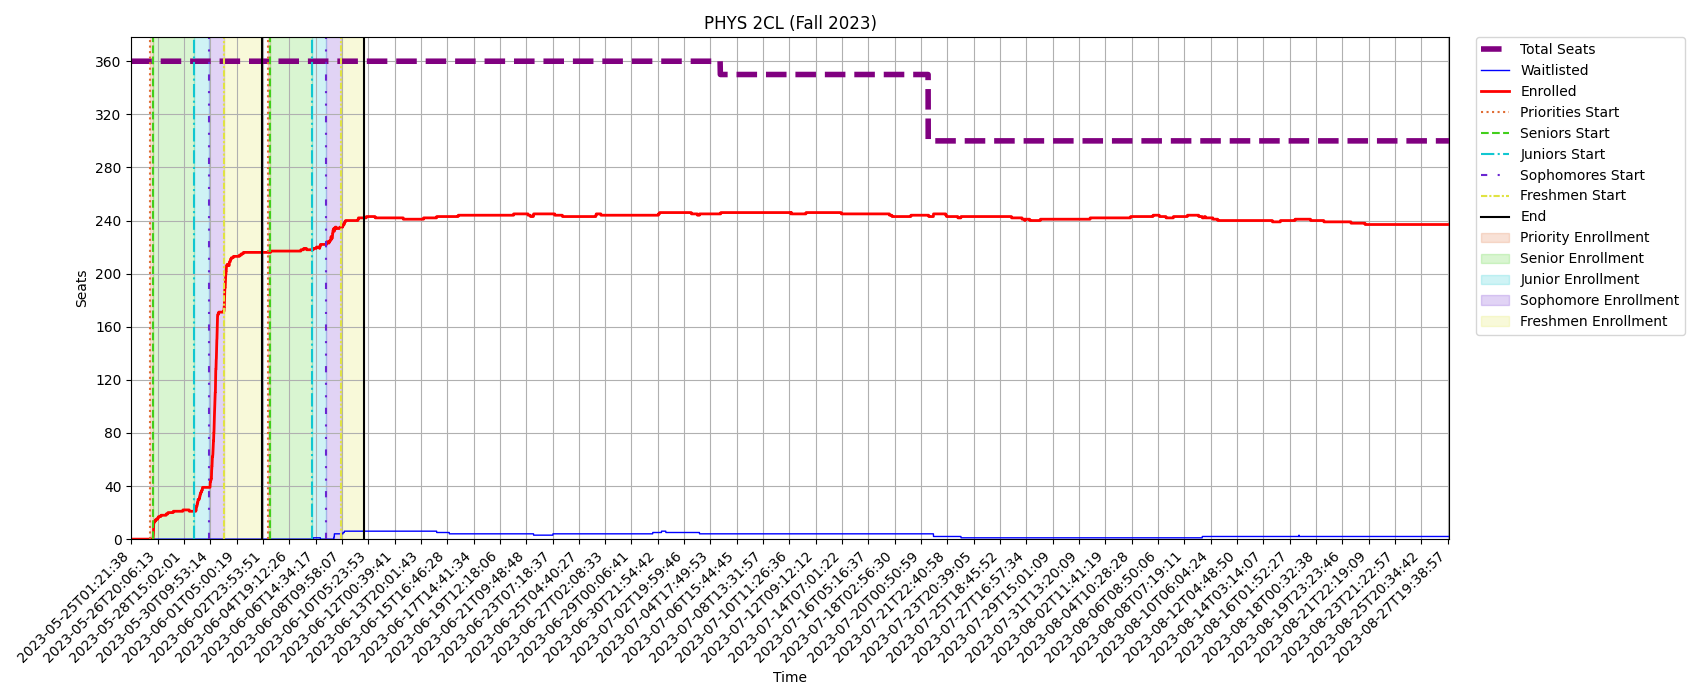 PHYS 2CL (Fall 2023)
Seats
360
320
280
240
200
160
120
80
40
0
2023-05-25T01:21:38
2023-05-26T20:06:13
2023-05-28T15:02:01
2023-05-30T09:53:14
2023-06-01T05:00:19
2023-06-02T23:53:51
2023-06-04T19:12:26
2023-06-06T14:34:17
2023-06-08T09:58:07
2023-06-10T05:23:53
2023-06-12T00:39:41
2023-06-13T20:01:43
2023-06-15T16:46:28
2023-06-17T14:41:34
2023-06-19T12:18:06
2023-06-21T09:48:48
2023-06-23T07:18:37
2023-06-25T04:40:27
2023-06-27T02:08:33
2023-06-29T00:06:41
2023-06-30T21:54:42
2023-07-02T19:59:46
2023-07-04T17:49:53
2023-07-06T15:44:45
2023-07-08T13:31:57
2023-07-10T11:26:36
2023-07-12T09:12:12
2023-07-14T07:01:22
2023-07-16T05:16:37
2023-07-18T02:56:30
2023-07-20T00:50:59
2023-07-21T22:40:58
2023-07-23T20:39:05
2023-07-25T18:45:52
2023-07-27T16:57:34
2023-07-29T15:01:09
2023-07-31T13:20:09
2023-08-02T11:41:19
2023-08-04T10:28:28
2023-08-06T08:50:06
2023-08-08T07:19:11
2023-08-10T06:04:24
2023-08-12T04:48:50
2023-08-14T03:14:07
2023-08-16T01:52:27
2023-08-18T00:32:38
2023-08-19T23:23:46
2023-08-21T22:19:09
2023-08-23T21:22:57
2023-08-25T20:34:42
2023-08-27T19:38:57
Time
Total Seats
Waitlisted
Enrolled
Priorities Start
Seniors Start
Juniors Start
Sophomores Start
Freshmen Start
End
Priority Enrollment
Senior Enrollment
Junior Enrollment
Sophomore Enrollment
Freshmen Enrollment